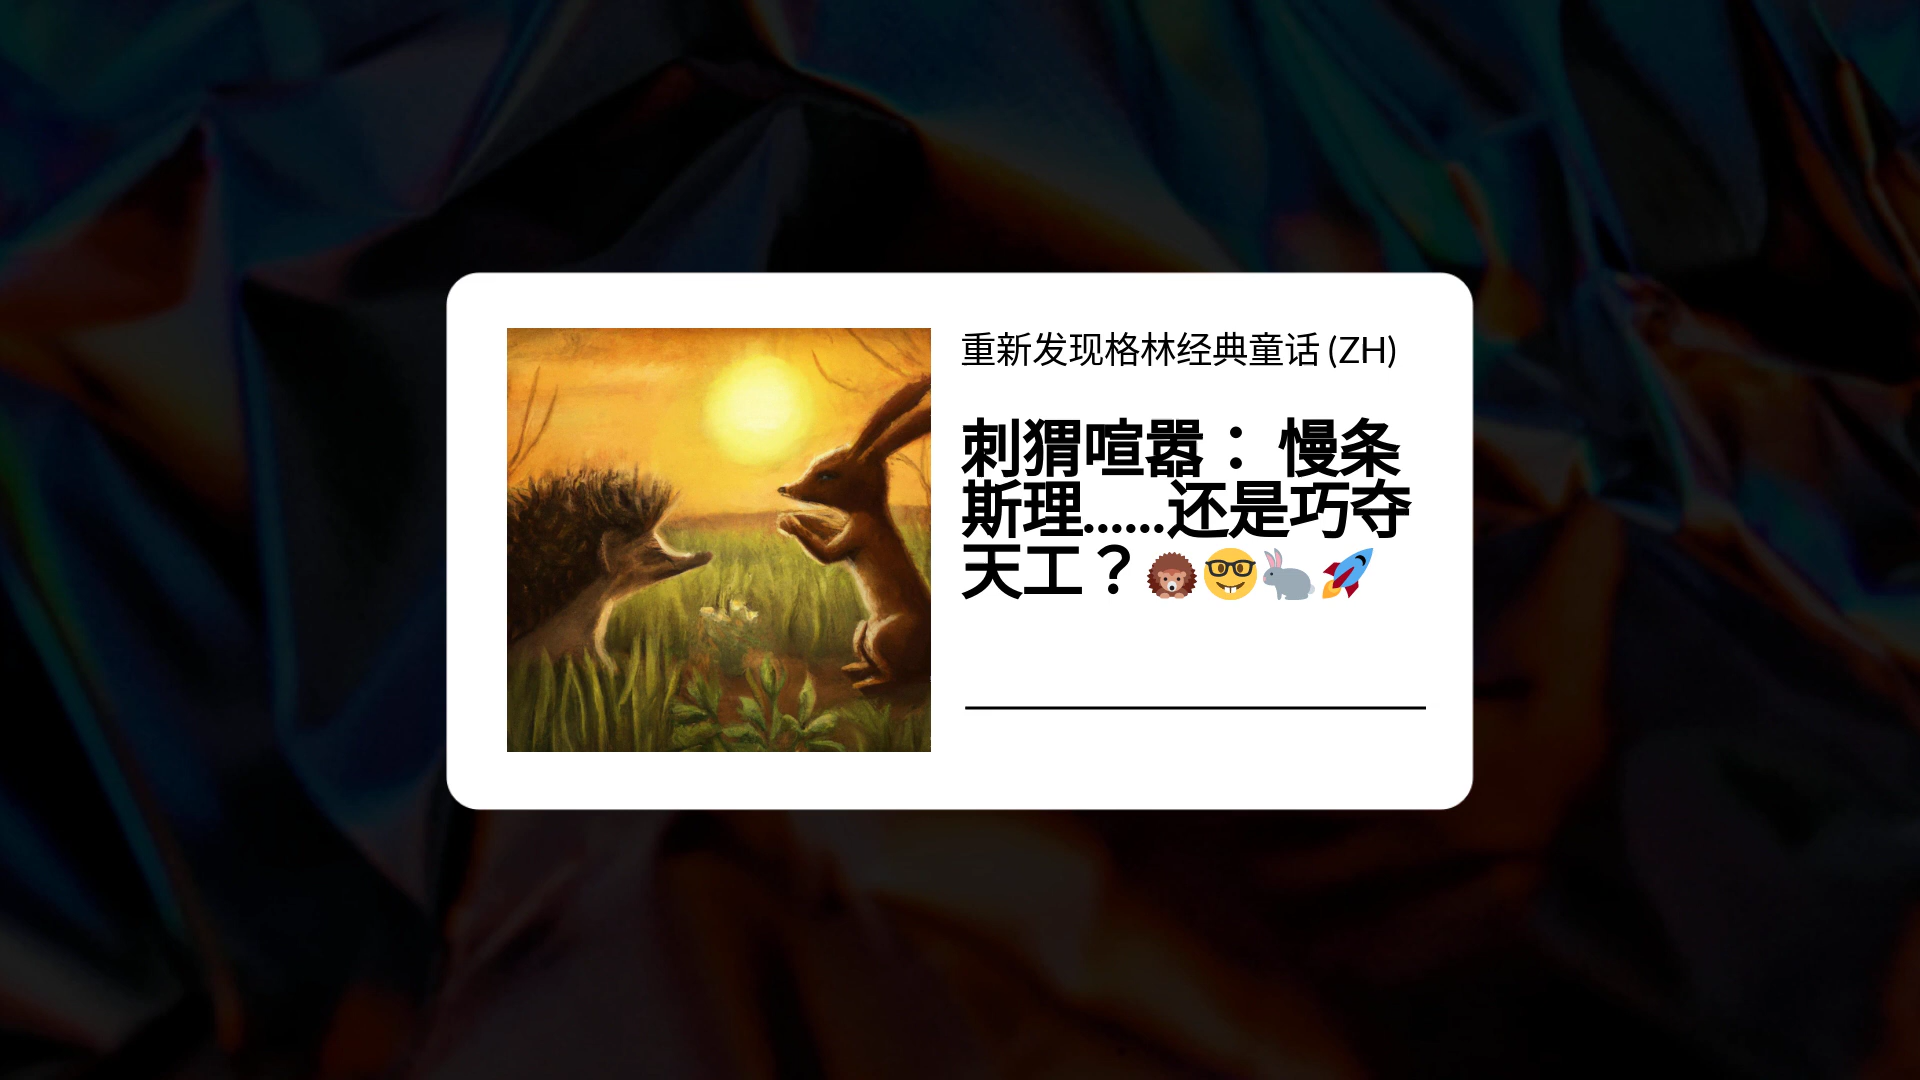 重新发现格林经典童话 (ZH)
刺猬喧嚣： 慢条
斯理......还是巧夺
天工？🦔🤓🐇🚀